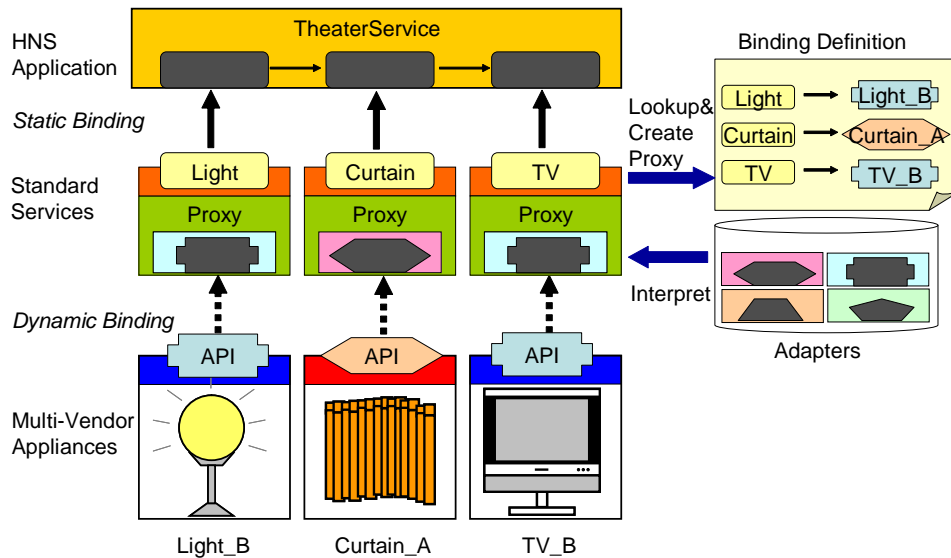 HNS
Application
TheaterService
Static Binding
Standard
Services
Light
Curtain
TV
Proxy
Proxy
Proxy
Dynamic Binding
API
API
API
Multi-Vendor
Appliances
Light_B
Curtain_A
TV_B
Lookup&
Create
Proxy
Binding Definition
Light
Light_B
Curtain
Curtain_A
TV
TV_B
Interpret
Adapters